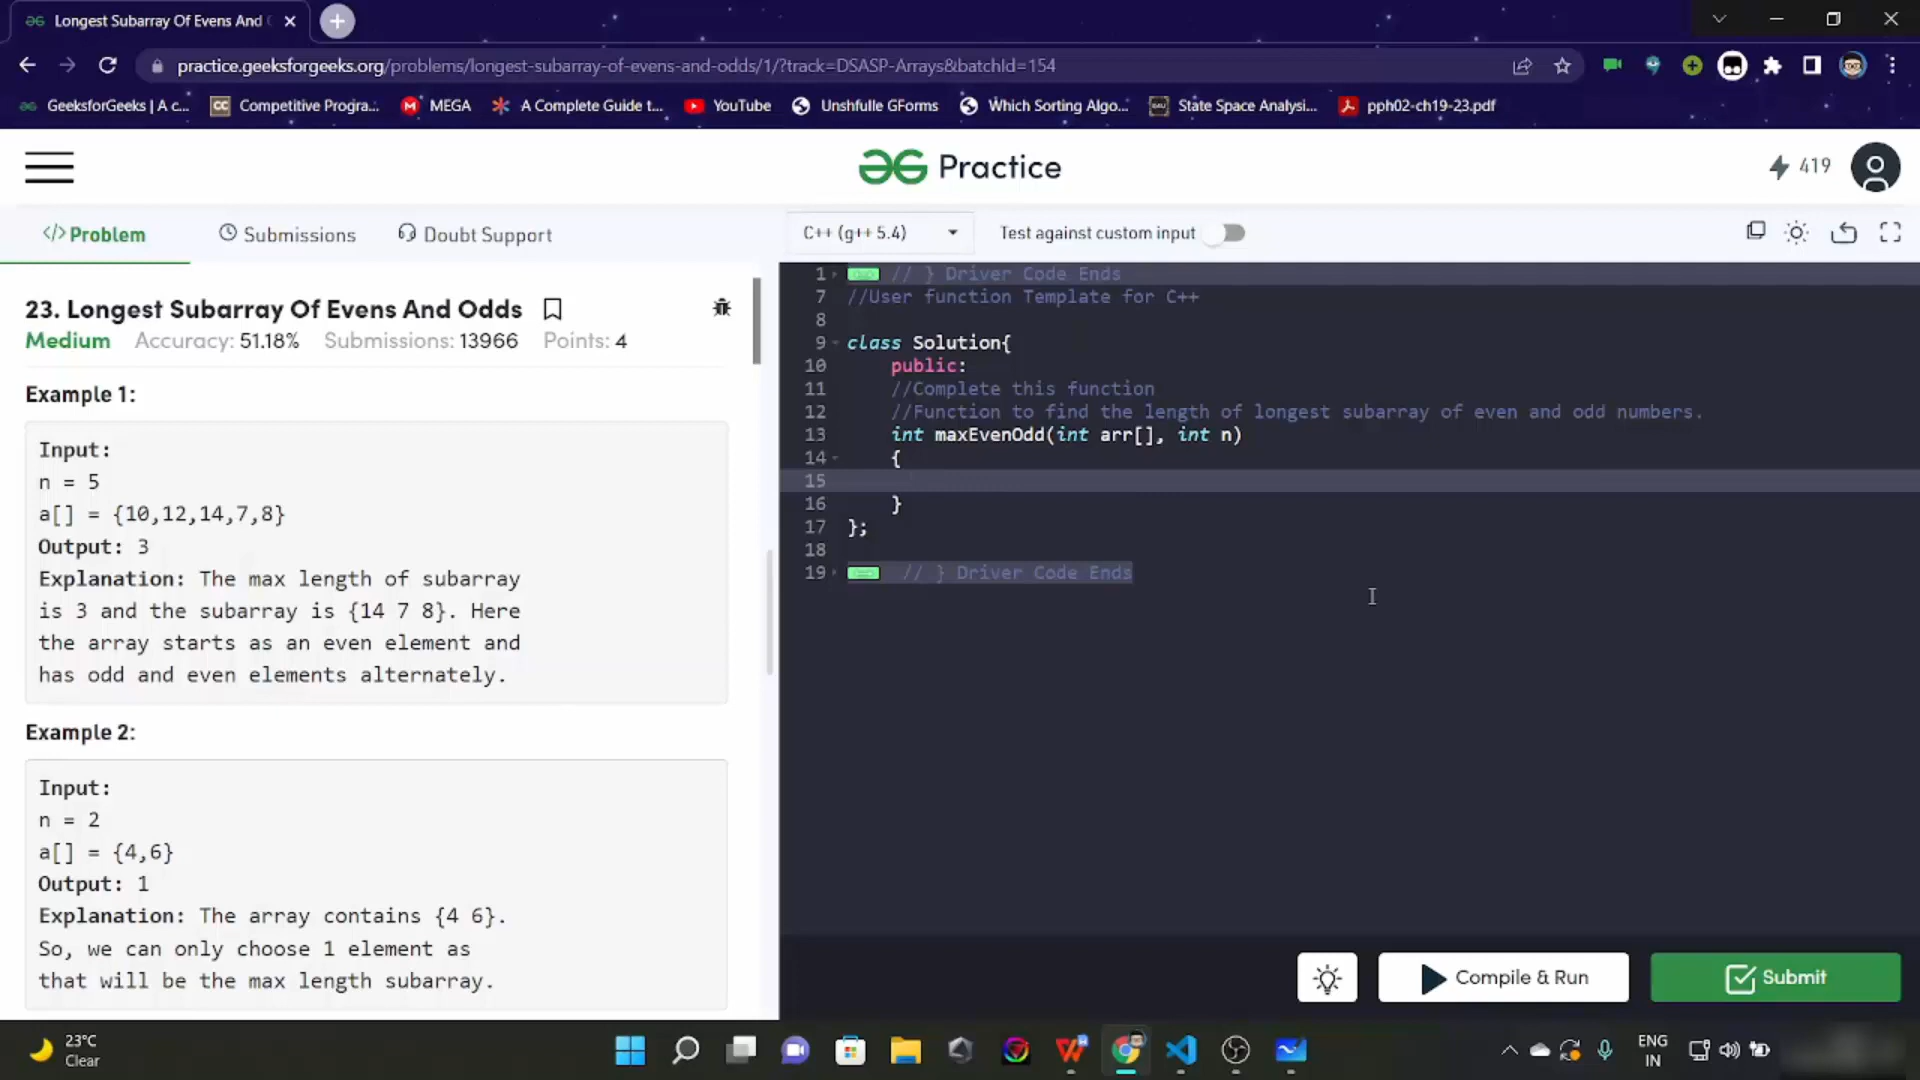 Longest Subarray Of Evens And
practice.geeksforgeeks.org/problems/longest-subarray-of-evens-and-odds/1/?track=DSASP-Arrays&batchId=154
GeeksforGeeks | A c...
Competitive Progra...
MEGA
A Complete Guide t...
YouTube
Unshfulle GForms
Which Sorting Algo...
State Space Analysi...
pph02-ch19-23.pdf
Practice
419
</> Problem
Submissions
Doubt Support
C++ (g++ 5.4)
Test against custom input
23. Longest Subarray Of Evens And Odds
Medium Accuracy: 51.18% Submissions: 13966 Points: 4
Example 1:
Input:
n = 5
a[] = {10,12,14,7,8}
Output: 3
Explanation: The max length of subarray
is 3 and the subarray is {14 7 8}. Here
the array starts as an even element and
has odd and even elements alternately.
Example 2:
Input:
n = 2
a[] = {4,6}
Output: 1
Explanation: The array contains {4 6}.
So, we can only choose 1 element as
that will be the max length subarray.
1 // } Driver Code Ends
7 //User function Template for C++
8
9 class Solution{
10 public:
11 //Complete this function
12 //Function to find the length of longest subarray of even and odd numbers.
13 int maxEvenOdd(int arr[], int n)
14 {
15
16 }
17 };
18
19 // } Driver Code Ends
Compile & Run
Submit
23°C
Clear
ENG
IN